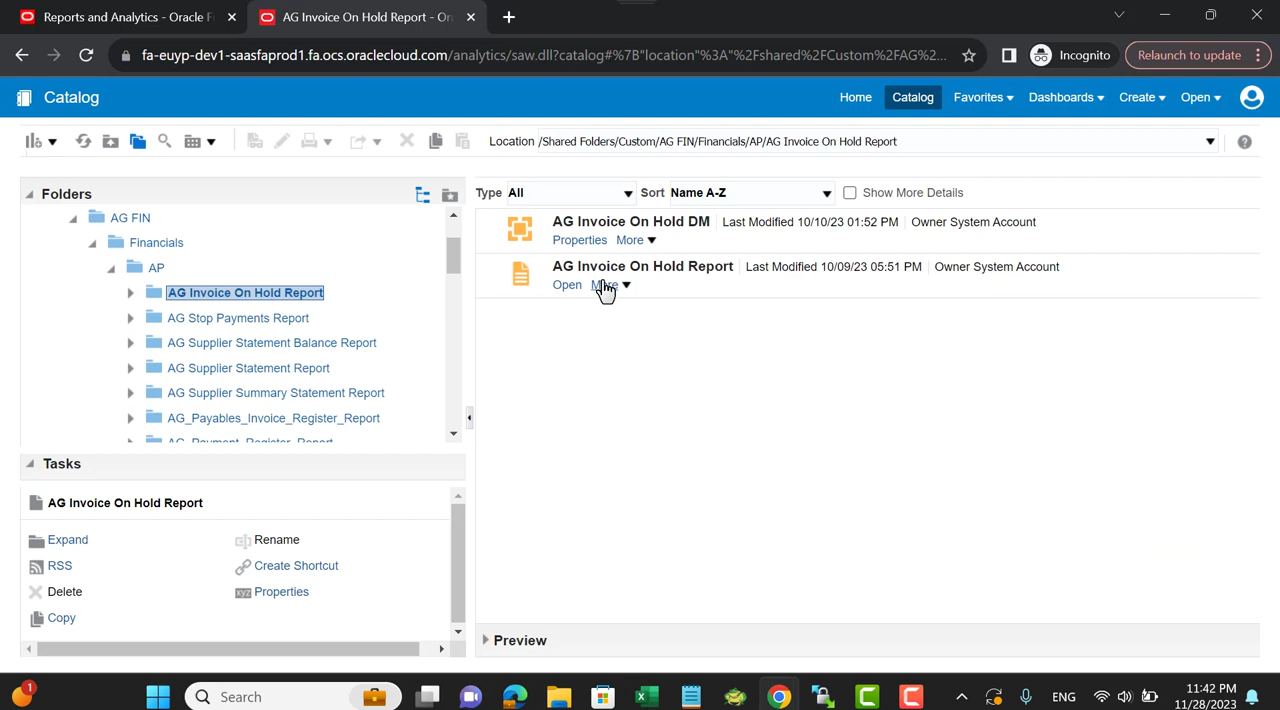 Reports and Analytics - Oracle F
AG Invoice On Hold Report - Or
fa-euyp-dev1-saasfaprod1.fa.ocs.oraclecloud.com/analytics/saw.dll?catalog#%7B"location"%3A"%2Fshared%2FCustom%2FAG%2...
Incognito
Relaunch to update
Catalog
Home
Catalog
Favorites
Dashboards
Create
Open
Location /Shared Folders/Custom/AG FIN/Financials/AP/AG Invoice On Hold Report
Folders
AG FIN
Financials
AP
AG Invoice On Hold Report
AG Stop Payments Report
AG Supplier Statement Balance Report
AG Supplier Statement Report
AG Supplier Summary Statement Report
AG_Payables_Invoice_Register_Report
AG_Payment_Register_Report
Type All
Sort Name A-Z
Show More Details
AG Invoice On Hold DM Last Modified 10/10/23 01:52 PM Owner System Account
Properties More
AG Invoice On Hold Report Last Modified 10/09/23 05:51 PM Owner System Account
Open More
Tasks
AG Invoice On Hold Report
Expand
Rename
RSS
Create Shortcut
Delete
xyz Properties
Copy
Preview
1
Search
ENG
11:42 PM
11/28/2023